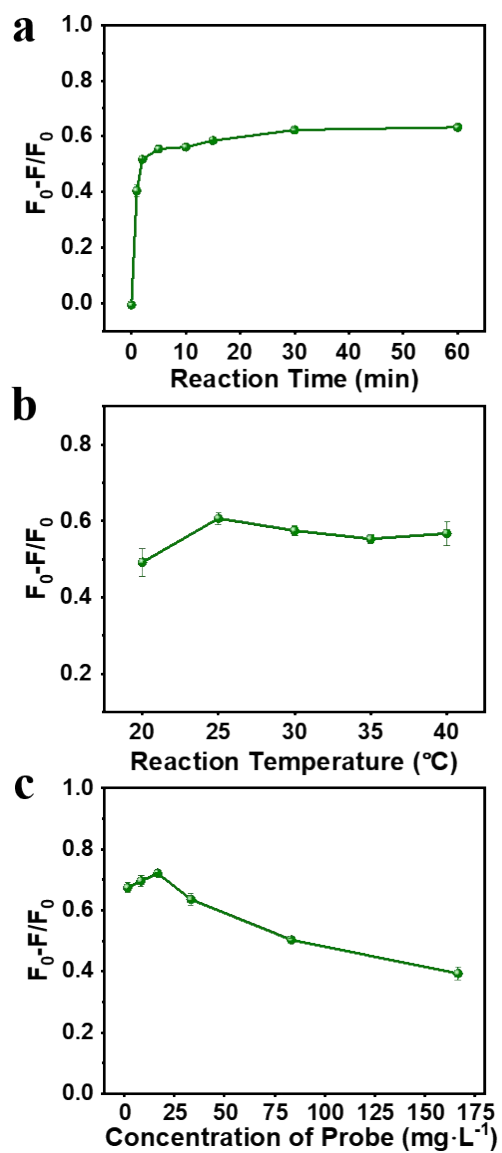 a
1.0
0.8
0.6
0.4
0.2
0.0
F₀-F/F₀
0 10 20 30 40 50 60
Reaction Time (min)
b
0.8
0.6
0.4
0.2
F₀-F/F₀
20 25 30 35 40
Reaction Temperature (°C)
c
1.0
0.8
0.6
0.4
0.2
0.0
F₀-F/F₀
0 25 50 75 100 125 150 175
Concentration of Probe (mg·L⁻¹)